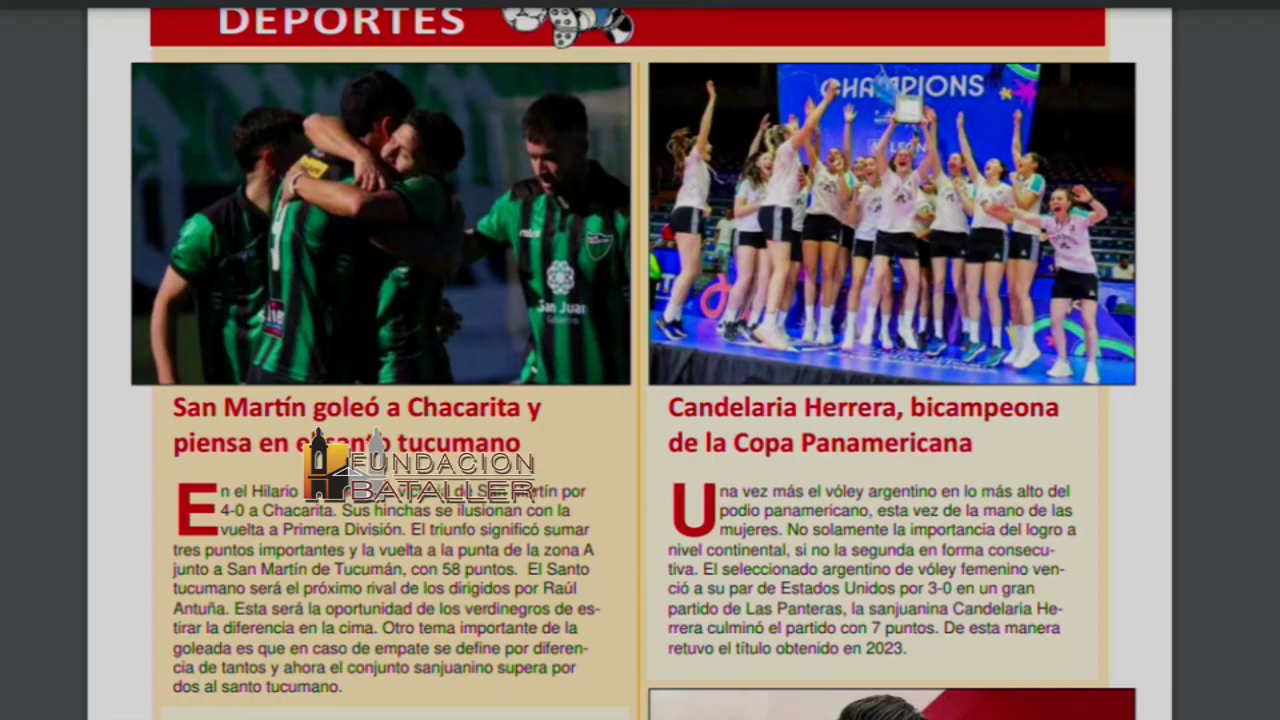 DEPORTES
San Martín goleó a Chacarita y
piensa en el santo tucumano
FUNDACION
BATALLER
En el Hilario de San Martín por
4-0 a Chacarita. Sus hinchas se ilusionan con la
vuelta a Primera División. El triunfo significó sumar
tres puntos importantes y la vuelta a la punta de la zona A
junto a San Martín de Tucumán, con 58 puntos. El Santo
tucumano será el próximo rival de los dirigidos por Raúl
Antuña. Esta será la oportunidad de los verdinegros de es-
tirar la diferencia en la cima. Otro tema importante de la
goleada es que en caso de empate se define por diferen-
cia de tantos y ahora el conjunto sanjuanino supera por
dos al santo tucumano.
San Juan
Gobierno
CHAMPIONS
LEÓN
Candelaria Herrera, bicampeona
de la Copa Panamericana
Una vez más el vóley argentino en lo más alto del
podio panamericano, esta vez de la mano de las
mujeres. No solamente la importancia del logro a
nivel continental, si no la segunda en forma consecu-
tiva. El seleccionado argentino de vóley femenino ven-
ció a su par de Estados Unidos por 3-0 en un gran
partido de Las Panteras, la sanjuanina Candelaria He-
rrera culminó el partido con 7 puntos. De esta manera
retuvo el título obtenido en 2023.